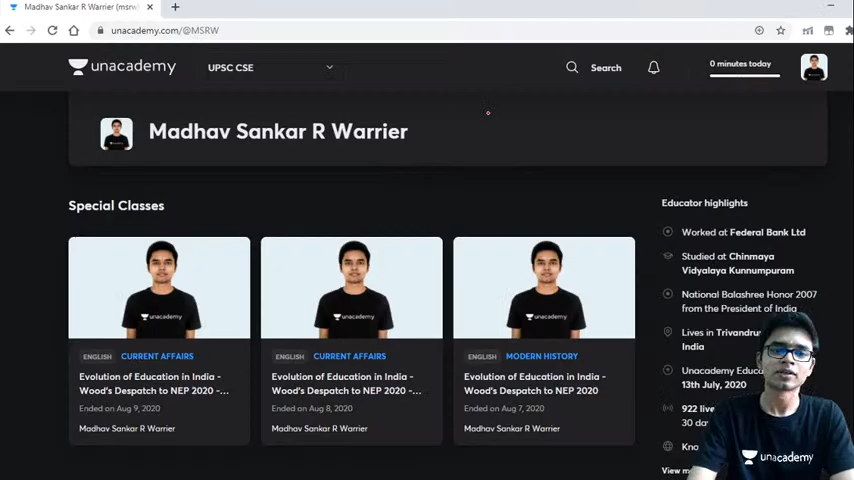 Madhav Sankar R Warrier (msrw
unacademy.com/@MSRW
unacademy
UPSC CSE
Search
0 minutes today
Madhav Sankar R Warrier
Special Classes
ENGLISH CURRENT AFFAIRS
Evolution of Education in India -
Wood's Despatch to NEP 2020 -...
Ended on Aug 9, 2020
Madhav Sankar R Warrier
ENGLISH CURRENT AFFAIRS
Evolution of Education in India -
Wood's Despatch to NEP 2020 -...
Ended on Aug 8, 2020
Madhav Sankar R Warrier
ENGLISH MODERN HISTORY
Evolution of Education in India -
Wood's Despatch to NEP 2020
Ended on Aug 7, 2020
Madhav Sankar R Warrier
Educator highlights
Worked at Federal Bank Ltd
Studied at Chinmaya
Vidyalaya Kunnumpuram
National Balashree Honor 2007
from the President of India
Lives in Trivandru
India
Unacademy Educa
13th July, 2020
922 live
30 day
Kno
View m
unacademy